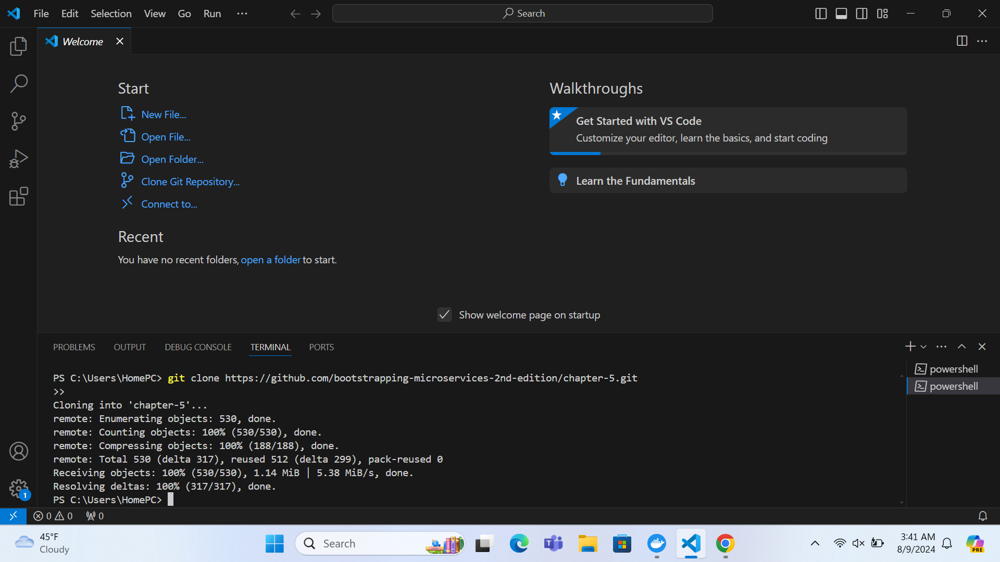 File Edit Selection View Go Run ···
Search
Welcome
Start
New File...
Open File...
Open Folder...
Clone Git Repository...
Connect to...
Recent
You have no recent folders, open a folder to start.
Walkthroughs
Get Started with VS Code
Customize your editor, learn the basics, and start coding
Learn the Fundamentals
Show welcome page on startup
PROBLEMS OUTPUT DEBUG CONSOLE TERMINAL PORTS
PS C:\Users\HomePC> git clone https://github.com/bootstrapping-microservices-2nd-edition/chapter-5.git
>>
Cloning into 'chapter-5'...
remote: Enumerating objects: 530, done.
remote: Counting objects: 100% (530/530), done.
remote: Compressing objects: 100% (188/188), done.
remote: Total 530 (delta 317), reused 512 (delta 299), pack-reused 0
Receiving objects: 100% (530/530), 1.14 MiB | 5.38 MiB/s, done.
Resolving deltas: 100% (317/317), done.
PS C:\Users\HomePC>
powershell
powershell
1
0 0 0
45°F
Cloudy
Search
3:41 AM
8/9/2024
PRE